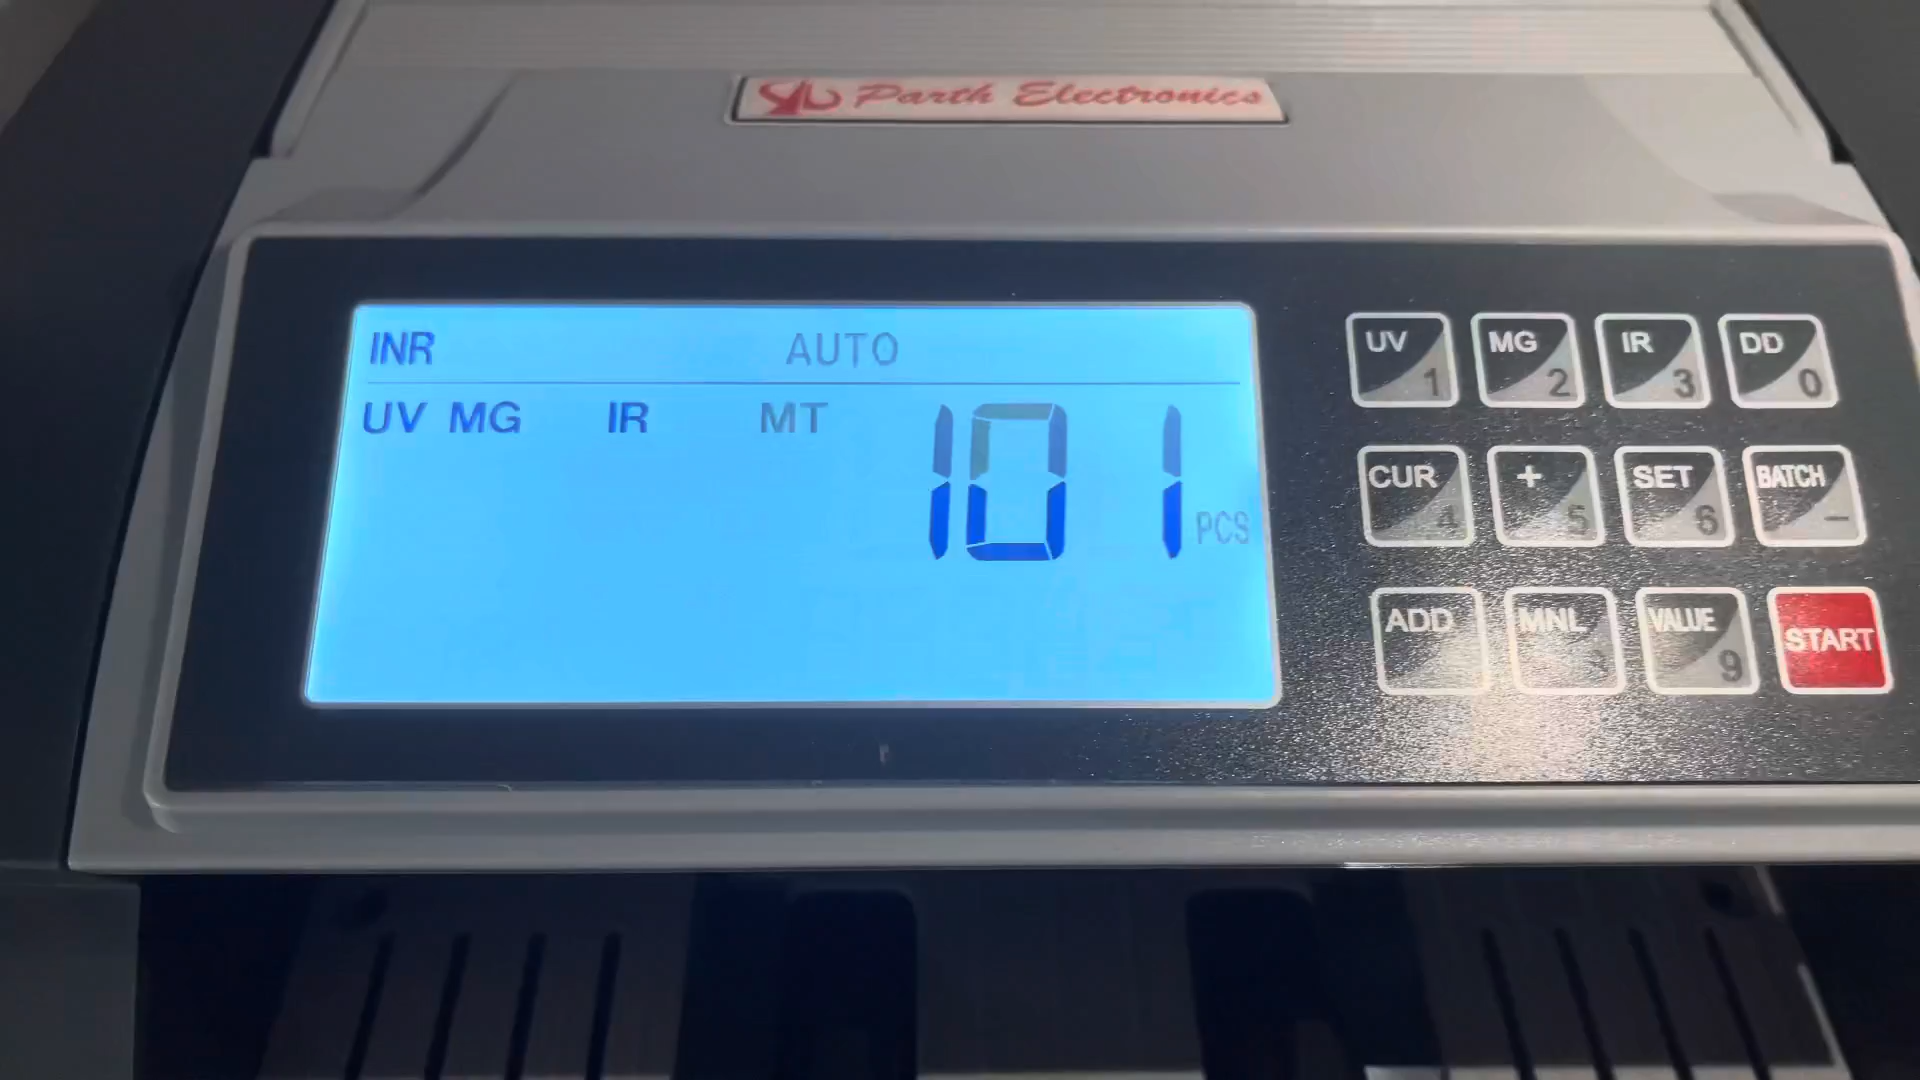 Parth Electronics
INR AUTO
UV MG IR MT
101 PCS
UV 1 MG 2 IR 3 DD 0
CUR 4 + 5 SET 6 BATCH –
ADD MNL VALUE 9 START